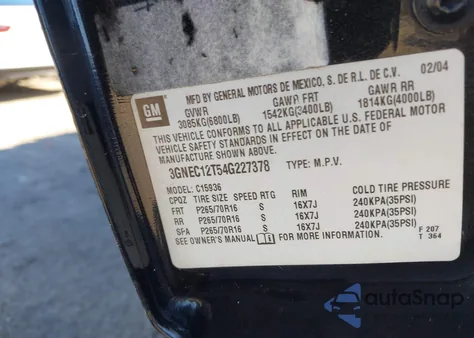 MFD BY GENERAL MOTORS DE MEXICO, S. DE R.L. DE C.V. 02/04
GM GVWR GAWR FRT GAWR RR
3085KG(6800LB) 1542KG(3400LB) 1814KG(4000LB)
THIS VEHICLE CONFORMS TO ALL APPLICABLE U.S. FEDERAL MOTOR
VEHICLE SAFETY STANDARDS IN EFFECT ON THE DATE OF
MANUFACTURE SHOWN ABOVE.
3GNEC12T54G227378 TYPE: M.P.V.
MODEL: C15936
CPQZ TIRE SIZE SPEED RTG RIM COLD TIRE PRESSURE
FRT P265/70R16 S 16X7J 240KPA(35PSI)
RR P265/70R16 S 16X7J 240KPA(35PSI)
SFA P265/70R16 S 16X7J 240KPA(35PSI)
SEE OWNER'S MANUAL FOR MORE INFORMATION. F 207
T 364
autoSnap